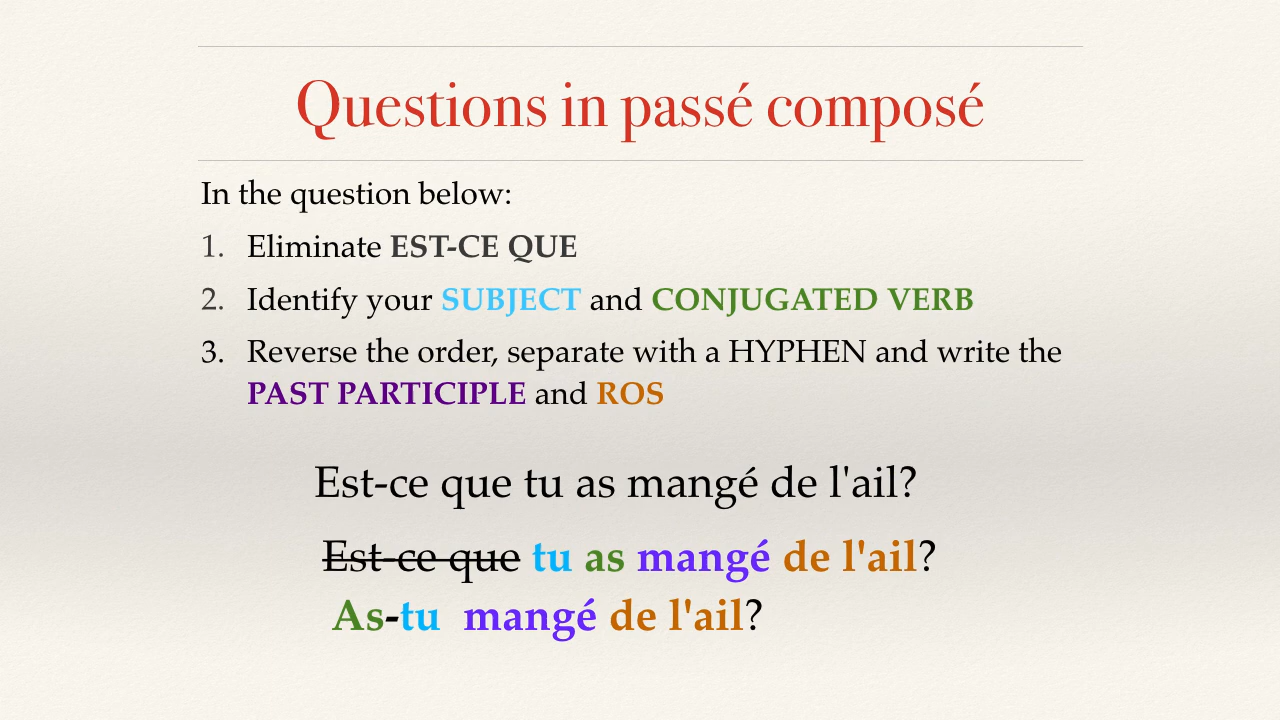 Questions in passé composé
In the question below:
1. Eliminate EST-CE QUE
2. Identify your SUBJECT and CONJUGATED VERB
3. Reverse the order, separate with a HYPHEN and write the
PAST PARTICIPLE and ROS
Est-ce que tu as mangé de l'ail?
Est-ce que tu as mangé de l'ail?
As-tu mangé de l'ail?